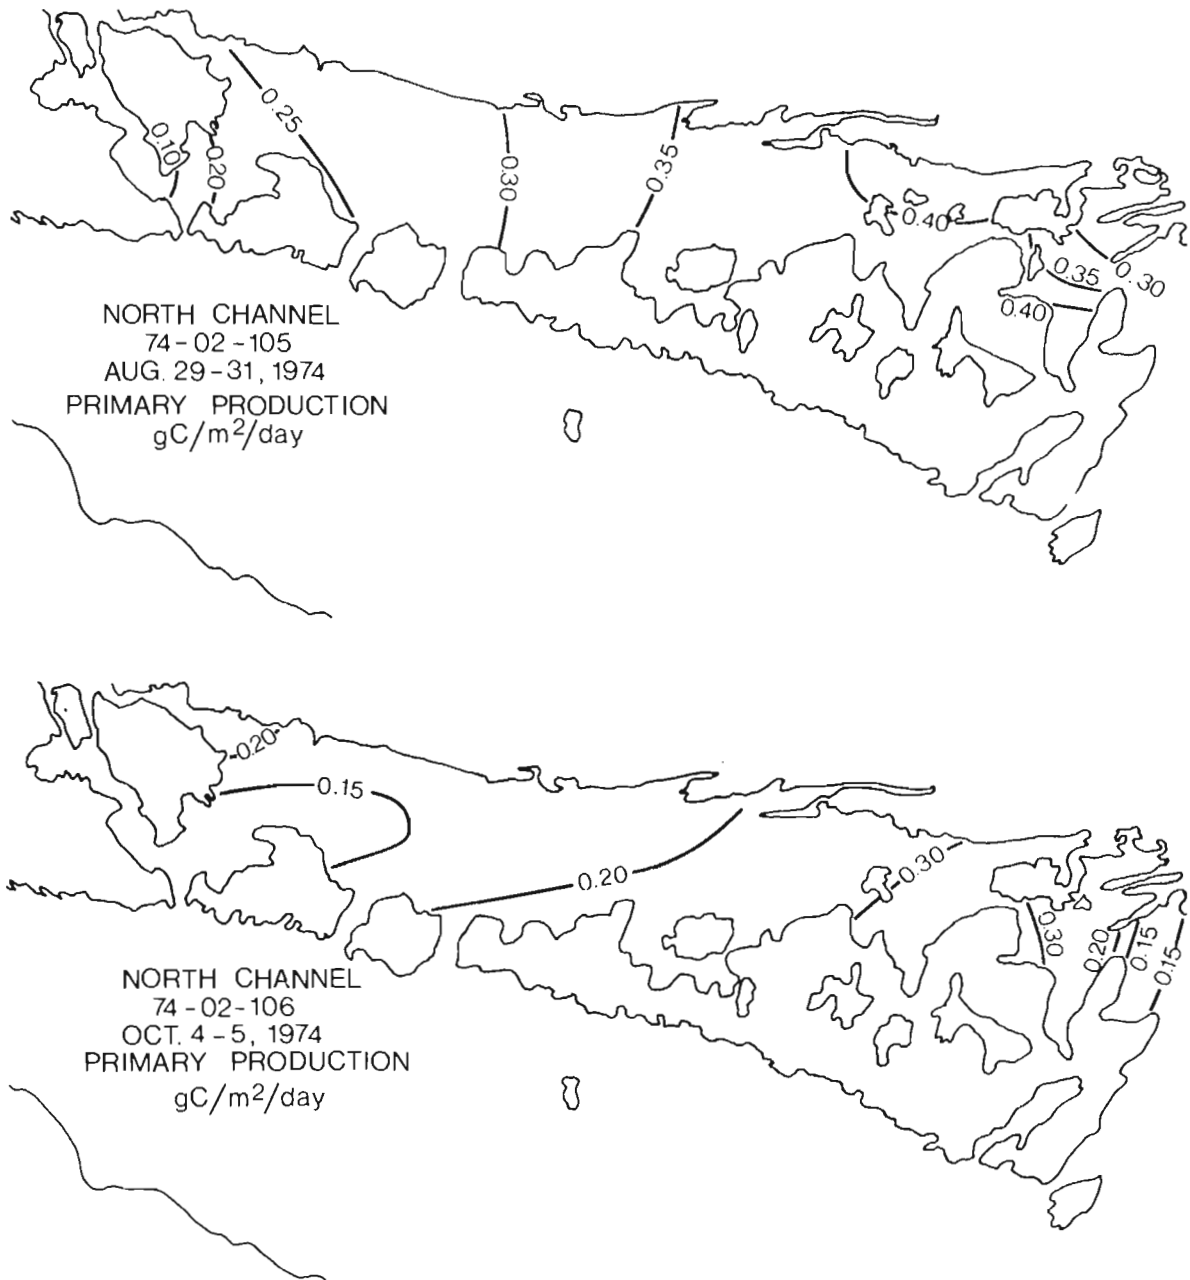 0.25
0.10
0.20
0.30
0.35
0.40
0.35
0.30
0.40
NORTH CHANNEL
74-02-105
AUG. 29-31, 1974
PRIMARY PRODUCTION
gC/m²/day
0.20
0.15
0.20
0.30
0.30
0.20
0.15
0.15
NORTH CHANNEL
74-02-106
OCT. 4-5, 1974
PRIMARY PRODUCTION
gC/m²/day